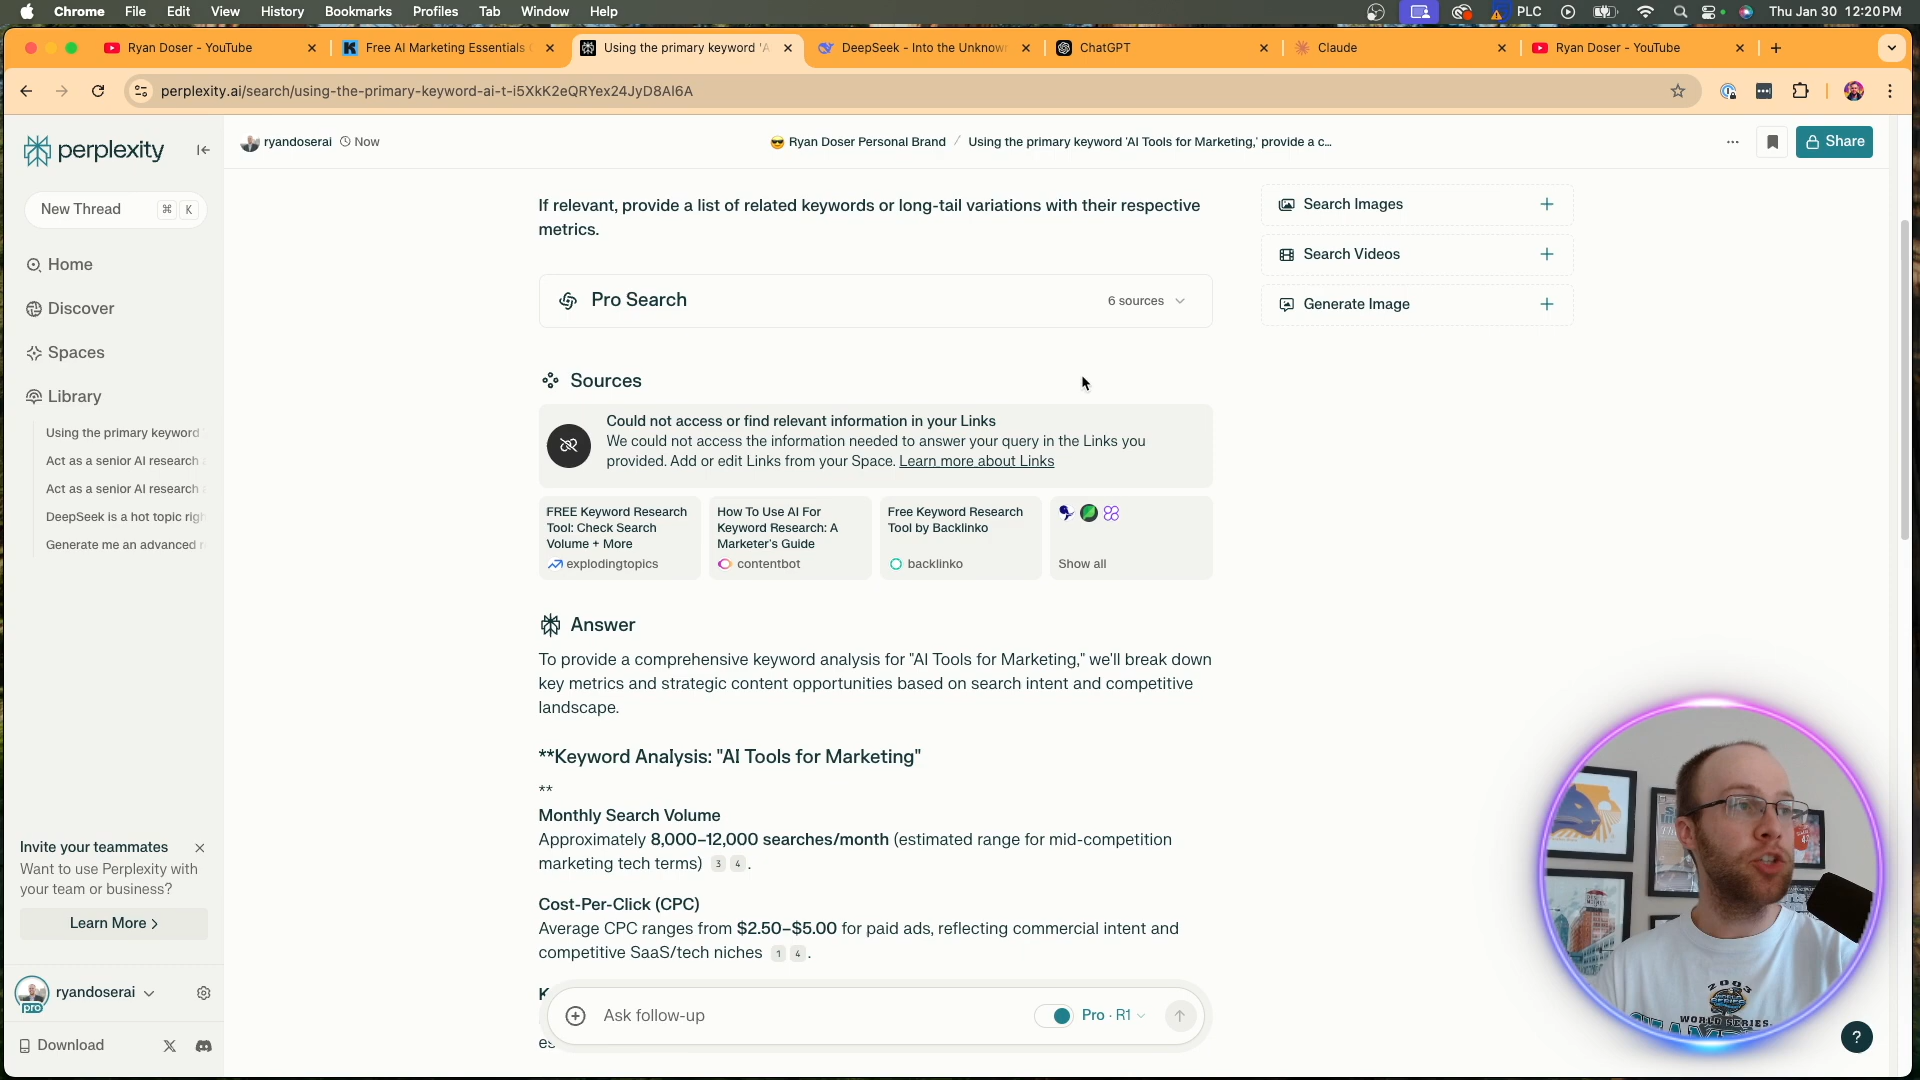 Chrome File Edit View History Bookmarks Profiles Tab Window Help PLC Thu Jan 30 12:20 PM
Ryan Doser - YouTube
Free AI Marketing Essentials
Using the primary keyword 'A
DeepSeek - Into the Unknow
ChatGPT
Claude
Ryan Doser - YouTube
perplexity.ai/search/using-the-primary-keyword-ai-t-i5XkK2eQRYex24JyD8AI6A
perplexity
ryandoserai Now
Ryan Doser Personal Brand / Using the primary keyword 'AI Tools for Marketing,' provide a c...
Share
New Thread ⌘ K
Home
Discover
Spaces
Library
Using the primary keyword
Act as a senior AI research
Act as a senior AI research
DeepSeek is a hot topic righ
Generate me an advanced r
Invite your teammates
Want to use Perplexity with
your team or business?
Learn More
ryandoserai
pro
Download
If relevant, provide a list of related keywords or long-tail variations with their respective
metrics.
Pro Search
6 sources
Sources
Could not access or find relevant information in your Links
We could not access the information needed to answer your query in the Links you
provided. Add or edit Links from your Space. Learn more about Links
FREE Keyword Research
Tool: Check Search
Volume + More
explodingtopics
How To Use AI For
Keyword Research: A
Marketer's Guide
contentbot
Free Keyword Research
Tool by Backlinko
backlinko
Show all
Answer
To provide a comprehensive keyword analysis for "AI Tools for Marketing," we'll break down
key metrics and strategic content opportunities based on search intent and competitive
landscape.
**Keyword Analysis: "AI Tools for Marketing"
**
Monthly Search Volume
Approximately 8,000–12,000 searches/month (estimated range for mid-competition
marketing tech terms) 3 4 .
Cost-Per-Click (CPC)
Average CPC ranges from $2.50–$5.00 for paid ads, reflecting commercial intent and
competitive SaaS/tech niches 1 4 .
Ask follow-up
Pro · R1
Search Images
Search Videos
Generate Image
2003
WORLD SERIES
?